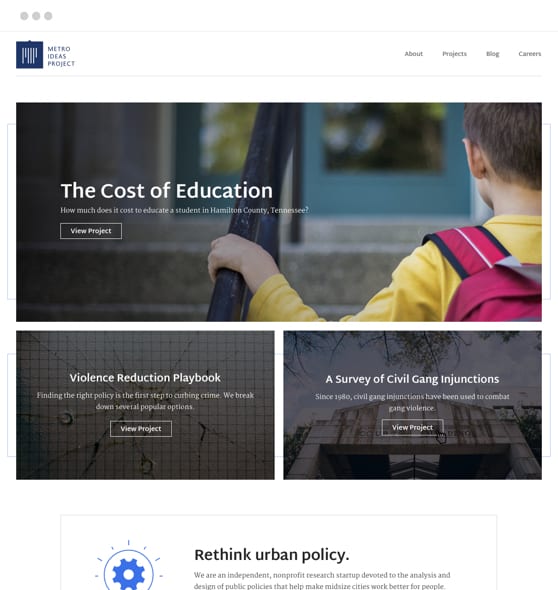 METRO
IDEAS
PROJECT
About Projects Blog Careers
The Cost of Education
How much does it cost to educate a student in Hamilton County, Tennessee?
View Project
Violence Reduction Playbook
Finding the right policy is the first step to curbing crime. We break
down several popular options.
View Project
A Survey of Civil Gang Injunctions
Since 1980, civil gang injunctions have been used to combat
gang violence.
View Project
Rethink urban policy.
We are an independent, nonprofit research startup devoted to the analysis and
design of public policies that help make midsize cities work better for people.